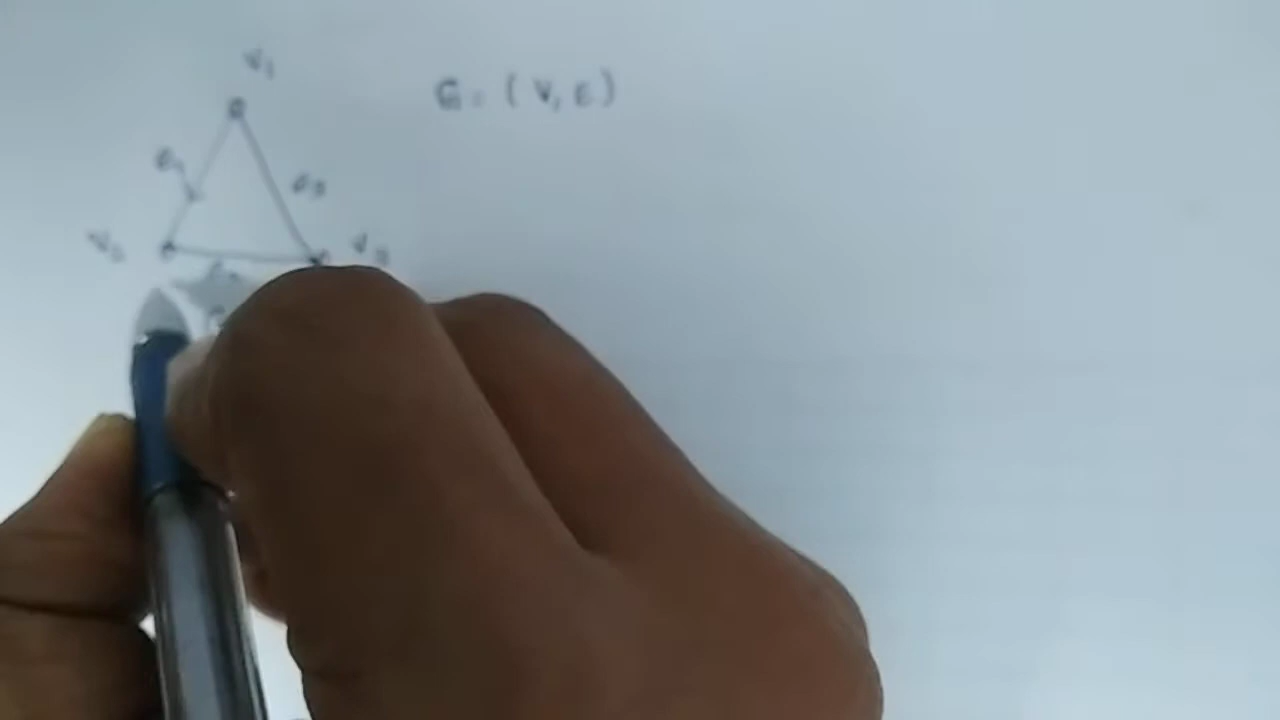 V1
G = (V, E)
e1
e3
V2
V3